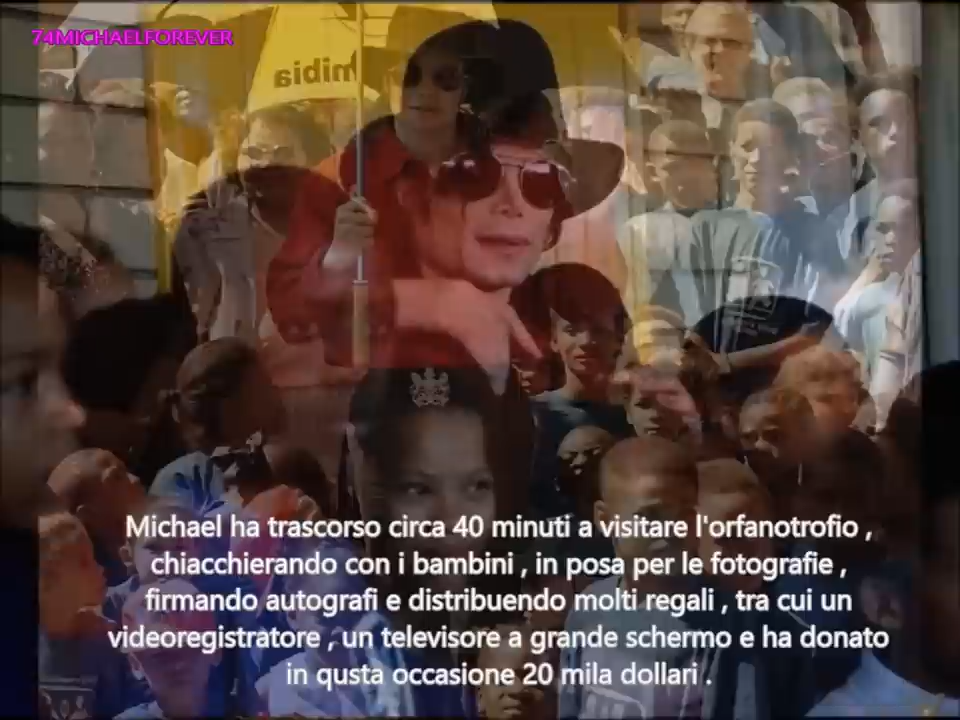 74MICHAELFOREVER
mibia
Michael ha trascorso circa 40 minuti a visitare l'orfanotrofio ,
chiacchierando con i bambini , in posa per le fotografie ,
firmando autografi e distribuendo molti regali , tra cui un
videoregistratore , un televisore a grande schermo e ha donato
in qusta occasione 20 mila dollari .